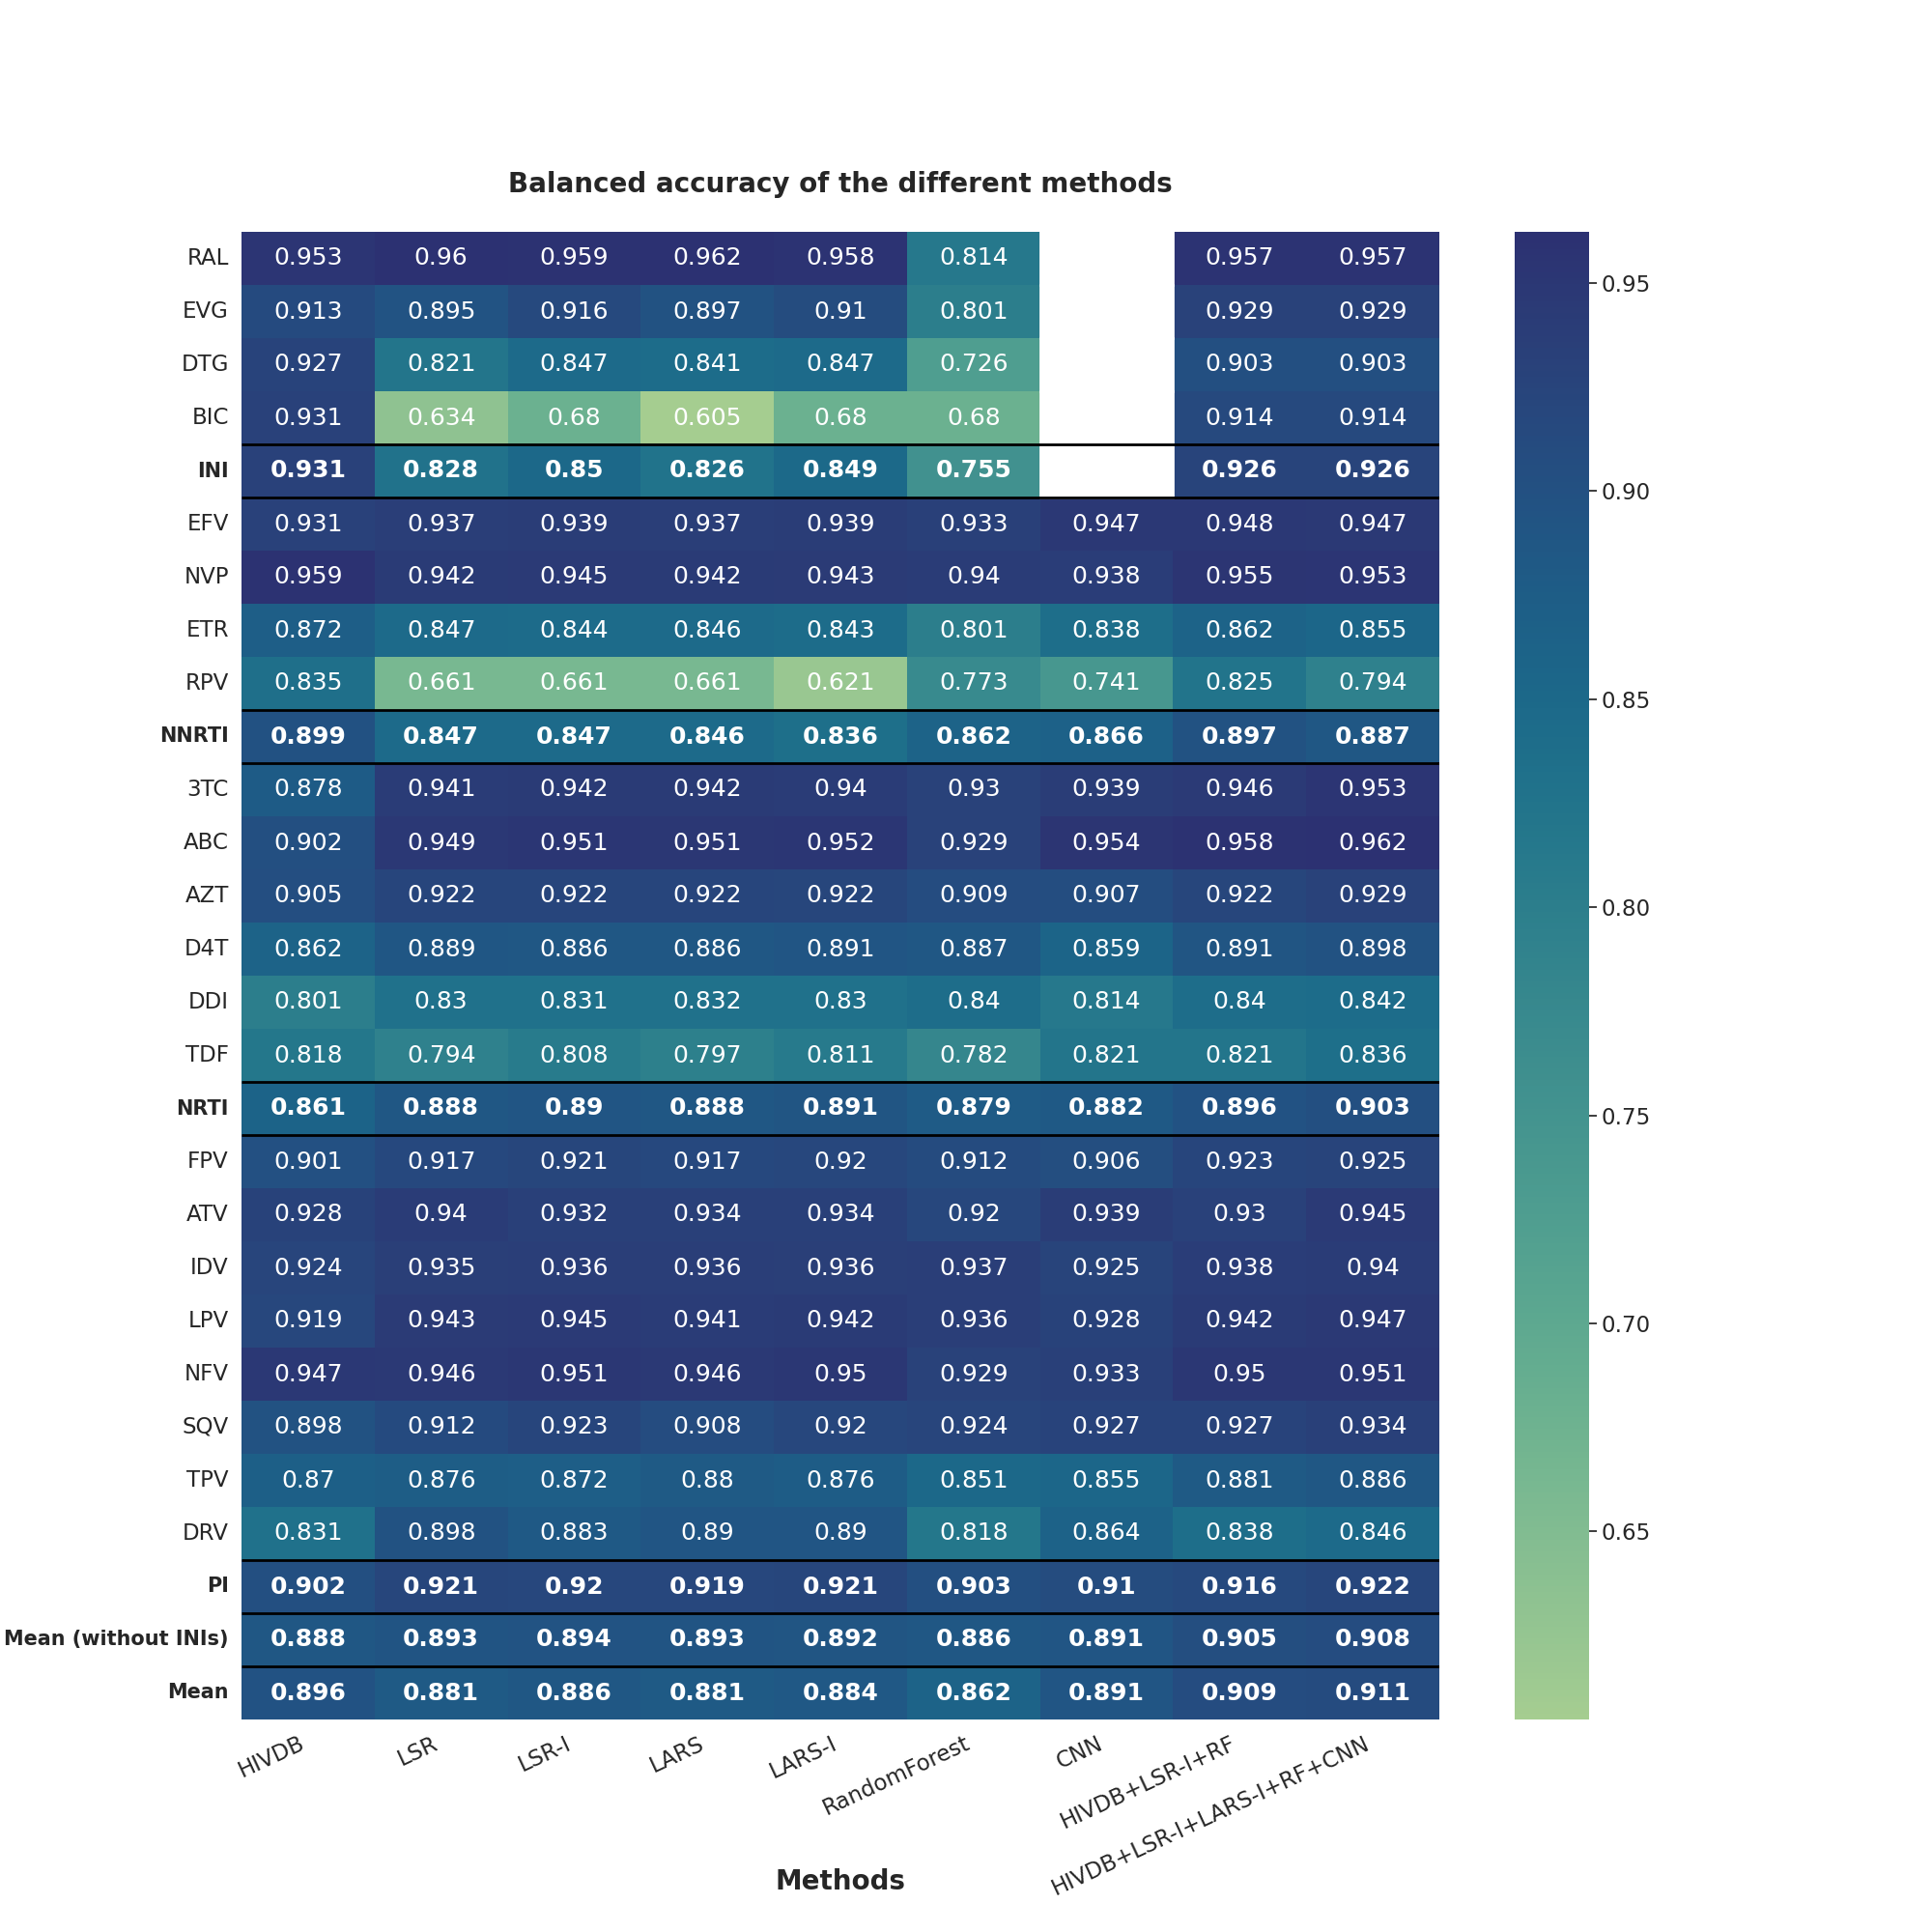 Balanced accuracy of the different methods
RAL 0.953 0.96 0.959 0.962 0.958 0.814 0.957 0.957
EVG 0.913 0.895 0.916 0.897 0.91 0.801 0.929 0.929
DTG 0.927 0.821 0.847 0.841 0.847 0.726 0.903 0.903
BIC 0.931 0.634 0.68 0.605 0.68 0.68 0.914 0.914
INI 0.931 0.828 0.85 0.826 0.849 0.755 0.926 0.926
EFV 0.931 0.937 0.939 0.937 0.939 0.933 0.947 0.948 0.947
NVP 0.959 0.942 0.945 0.942 0.943 0.94 0.938 0.955 0.953
ETR 0.872 0.847 0.844 0.846 0.843 0.801 0.838 0.862 0.855
RPV 0.835 0.661 0.661 0.661 0.621 0.773 0.741 0.825 0.794
NNRTI 0.899 0.847 0.847 0.846 0.836 0.862 0.866 0.897 0.887
3TC 0.878 0.941 0.942 0.942 0.94 0.93 0.939 0.946 0.953
ABC 0.902 0.949 0.951 0.951 0.952 0.929 0.954 0.958 0.962
AZT 0.905 0.922 0.922 0.922 0.922 0.909 0.907 0.922 0.929
D4T 0.862 0.889 0.886 0.886 0.891 0.887 0.859 0.891 0.898
DDI 0.801 0.83 0.831 0.832 0.83 0.84 0.814 0.84 0.842
TDF 0.818 0.794 0.808 0.797 0.811 0.782 0.821 0.821 0.836
NRTI 0.861 0.888 0.89 0.888 0.891 0.879 0.882 0.896 0.903
FPV 0.901 0.917 0.921 0.917 0.92 0.912 0.906 0.923 0.925
ATV 0.928 0.94 0.932 0.934 0.934 0.92 0.939 0.93 0.945
IDV 0.924 0.935 0.936 0.936 0.936 0.937 0.925 0.938 0.94
LPV 0.919 0.943 0.945 0.941 0.942 0.936 0.928 0.942 0.947
NFV 0.947 0.946 0.951 0.946 0.95 0.929 0.933 0.95 0.951
SQV 0.898 0.912 0.923 0.908 0.92 0.924 0.927 0.927 0.934
TPV 0.87 0.876 0.872 0.88 0.876 0.851 0.855 0.881 0.886
DRV 0.831 0.898 0.883 0.89 0.89 0.818 0.864 0.838 0.846
PI 0.902 0.921 0.92 0.919 0.921 0.903 0.91 0.916 0.922
Mean (without INIs) 0.888 0.893 0.894 0.893 0.892 0.886 0.891 0.905 0.908
Mean 0.896 0.881 0.886 0.881 0.884 0.862 0.891 0.909 0.911
HIVDB
LSR
LSR-I
LARS
LARS-I
RandomForest
CNN
HIVDB+LSR-I+RF
HIVDB+LSR-I+LARS-I+RF+CNN
Methods
0.95
0.90
0.85
0.80
0.75
0.70
0.65